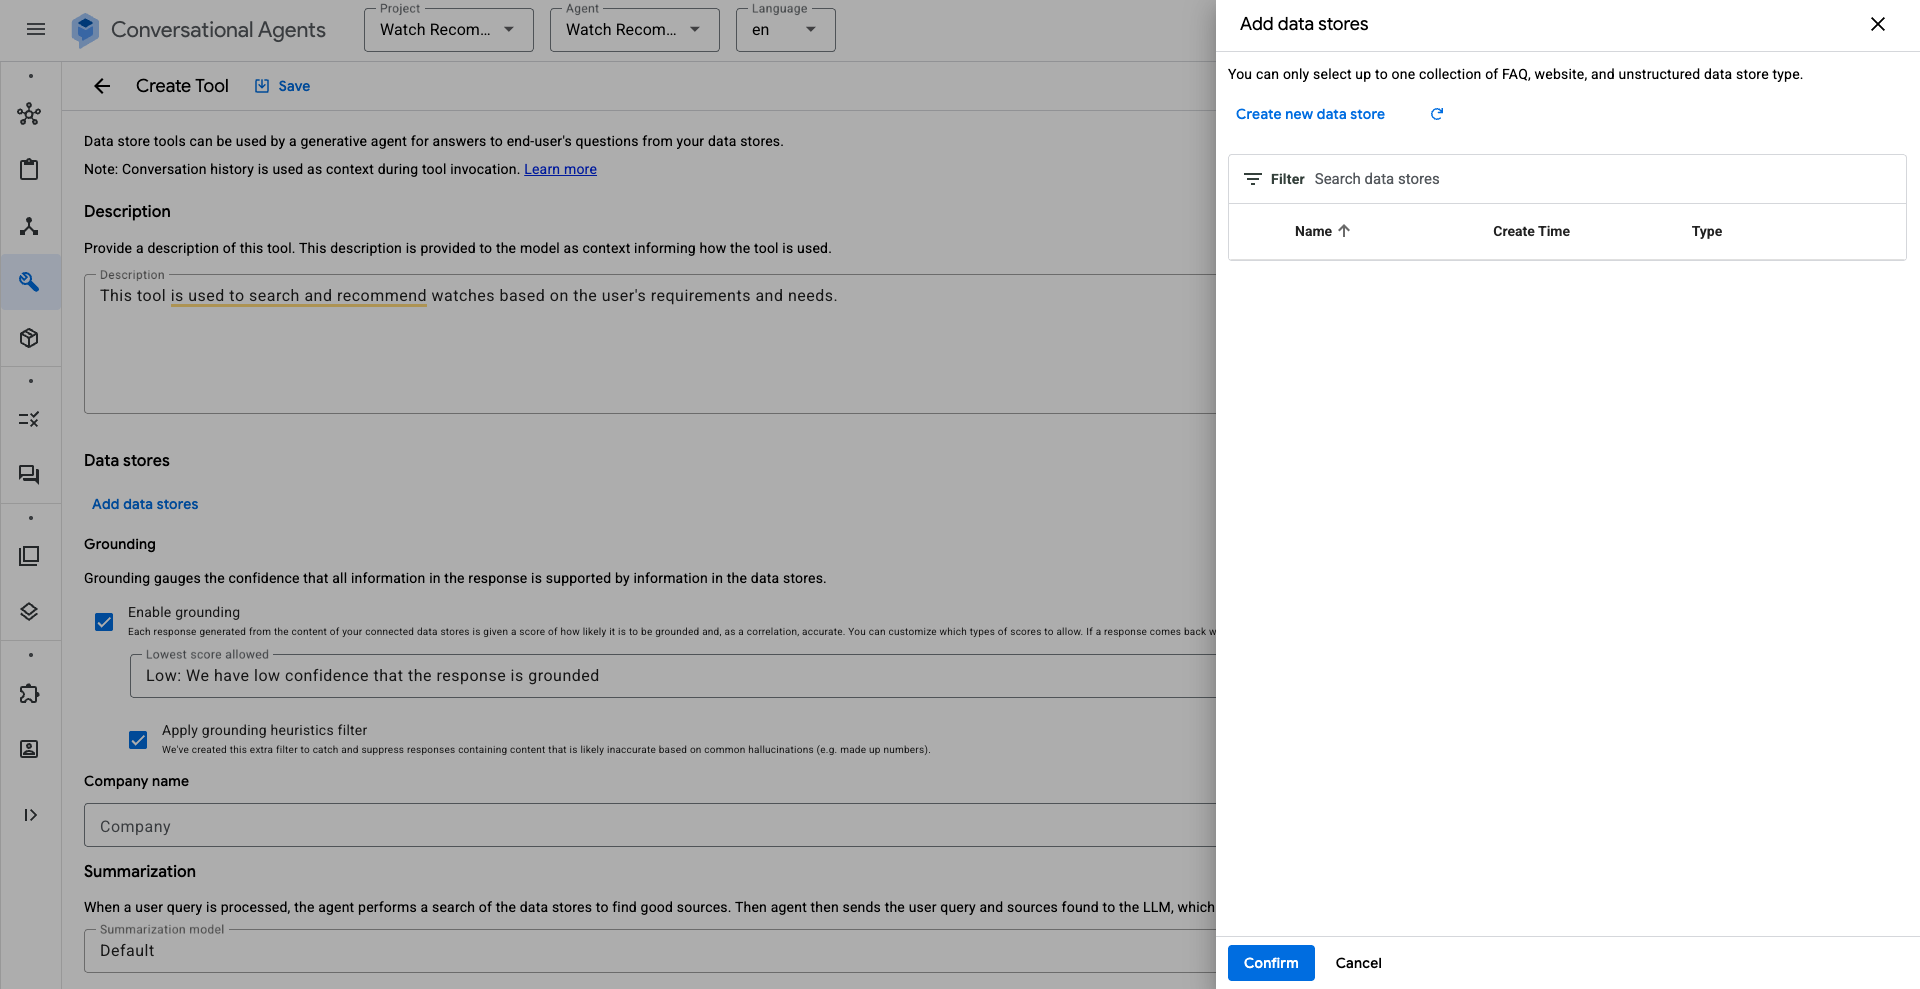 Conversational Agents
Project
Watch Recom...
Agent
Watch Recom...
Language
en
Create Tool
Save
Data store tools can be used by a generative agent for answers to end-user's questions from your data stores.
Note: Conversation history is used as context during tool invocation. Learn more
Description
Provide a description of this tool. This description is provided to the model as context informing how the tool is used.
Description
This tool is used to search and recommend watches based on the user's requirements and needs.
Data stores
Add data stores
Grounding
Grounding gauges the confidence that all information in the response is supported by information in the data stores.
Enable grounding
Each response generated from the content of your connected data stores is given a score of how likely it is to be grounded and, as a correlation, accurate. You can customize which types of scores to allow. If a response comes back w
Lowest score allowed
Low: We have low confidence that the response is grounded
Apply grounding heuristics filter
We've created this extra filter to catch and suppress responses containing content that is likely inaccurate based on common hallucinations (e.g. made up numbers).
Company name
Company
Summarization
When a user query is processed, the agent performs a search of the data stores to find good sources. Then agent then sends the user query and sources found to the LLM, which
Summarization model
Default
Add data stores
You can only select up to one collection of FAQ, website, and unstructured data store type.
Create new data store
Filter Search data stores
Name Create Time Type
Confirm Cancel